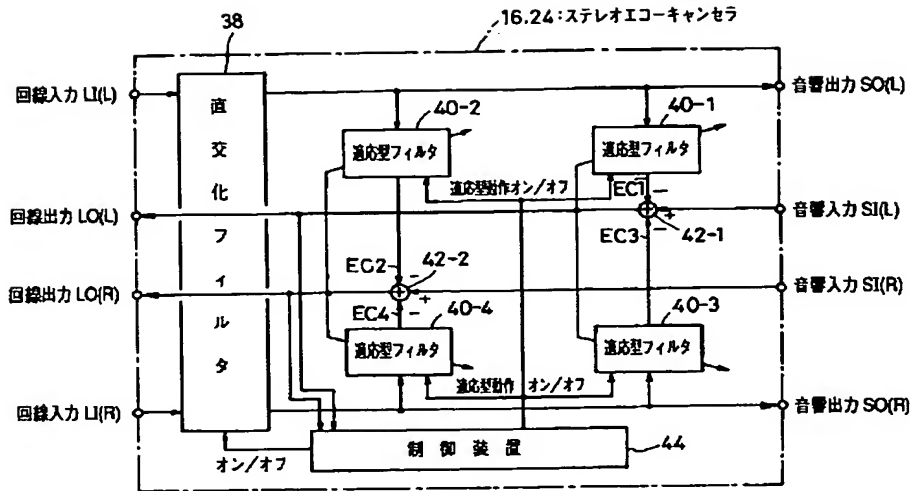 16.24:ステレオエコーキャンセラ
38
回線入力 LI(L)
音響出力 SO(L)
直交化フィルタ
40-2
40-1
適応型フィルタ
適応型フィルタ
適応型動作オン/オフ
EC1
回線出力 LO(L)
音響入力 SI(L)
EC3
42-1
EC2
42-2
回線出力 LO(R)
音響入力 SI(R)
EC4
40-4
40-3
適応型フィルタ
適応型フィルタ
適応型動作 オン/オフ
回線入力 LI(R)
音響出力 SO(R)
制御装置
44
オン/オフ